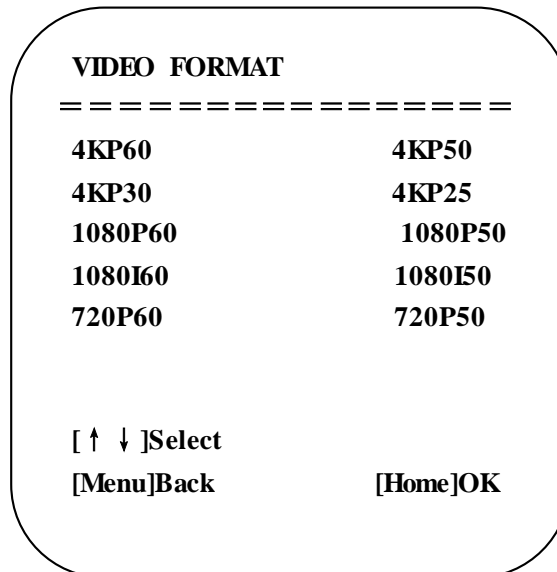 VIDEO FORMAT
================
4KP60 4KP50
4KP30 4KP25
1080P60 1080P50
1080I60 1080I50
720P60 720P50
[↑ ↓]Select
[Menu]Back [Home]OK